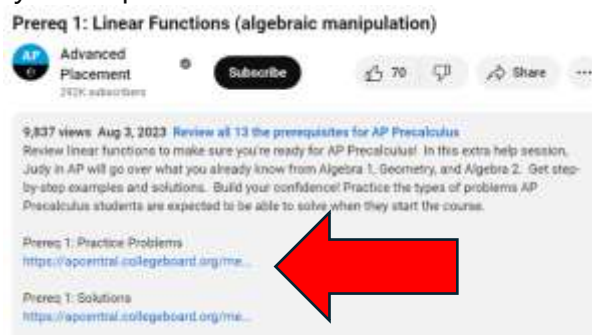 Prereq 1: Linear Functions (algebraic manipulation)
AP
Advanced
Placement
Subscribe
70
Share
...
292K subscribers
9,837 views Aug 3, 2023 Review all 13 the prerequisites for AP Precalculus
Review linear functions to make sure you're ready for AP Precalculus! In this extra help session,
Judy in AP will go over what you already know from Algebra 1, Geometry, and Algebra 2. Get step-
by-step examples and solutions. Build your confidence! Practice the types of problems AP
Precalculus students are expected to be able to solve when they start the course.
Prereq 1: Practice Problems
https://apcentral.collegeboard.org/me...
Prereq 1: Solutions
https://apcentral.collegeboard.org/me...